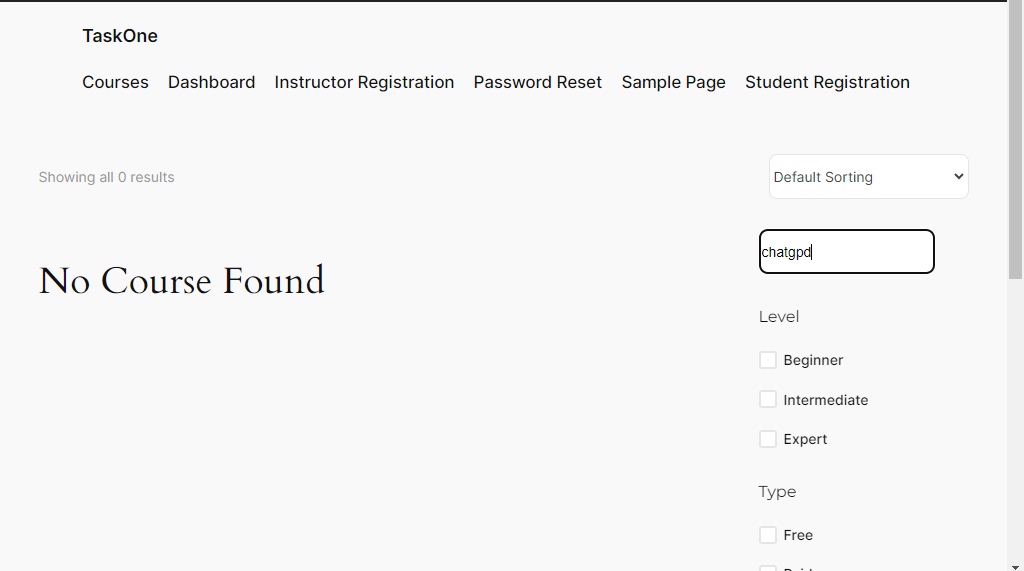 TaskOne
Courses Dashboard Instructor Registration Password Reset Sample Page Student Registration
Showing all 0 results
Default Sorting
chatgpd
No Course Found
Level
Beginner
Intermediate
Expert
Type
Free